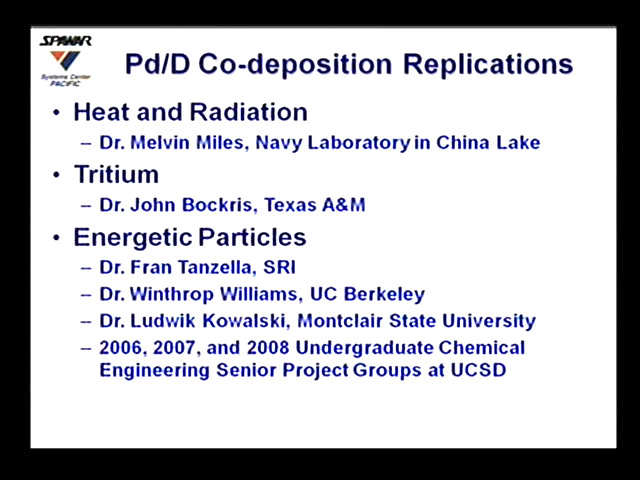 SPAWAR
Systems Center
PACIFIC
Pd/D Co-deposition Replications
• Heat and Radiation
– Dr. Melvin Miles, Navy Laboratory in China Lake
• Tritium
– Dr. John Bockris, Texas A&M
• Energetic Particles
– Dr. Fran Tanzella, SRI
– Dr. Winthrop Williams, UC Berkeley
– Dr. Ludwik Kowalski, Montclair State University
– 2006, 2007, and 2008 Undergraduate Chemical
Engineering Senior Project Groups at UCSD